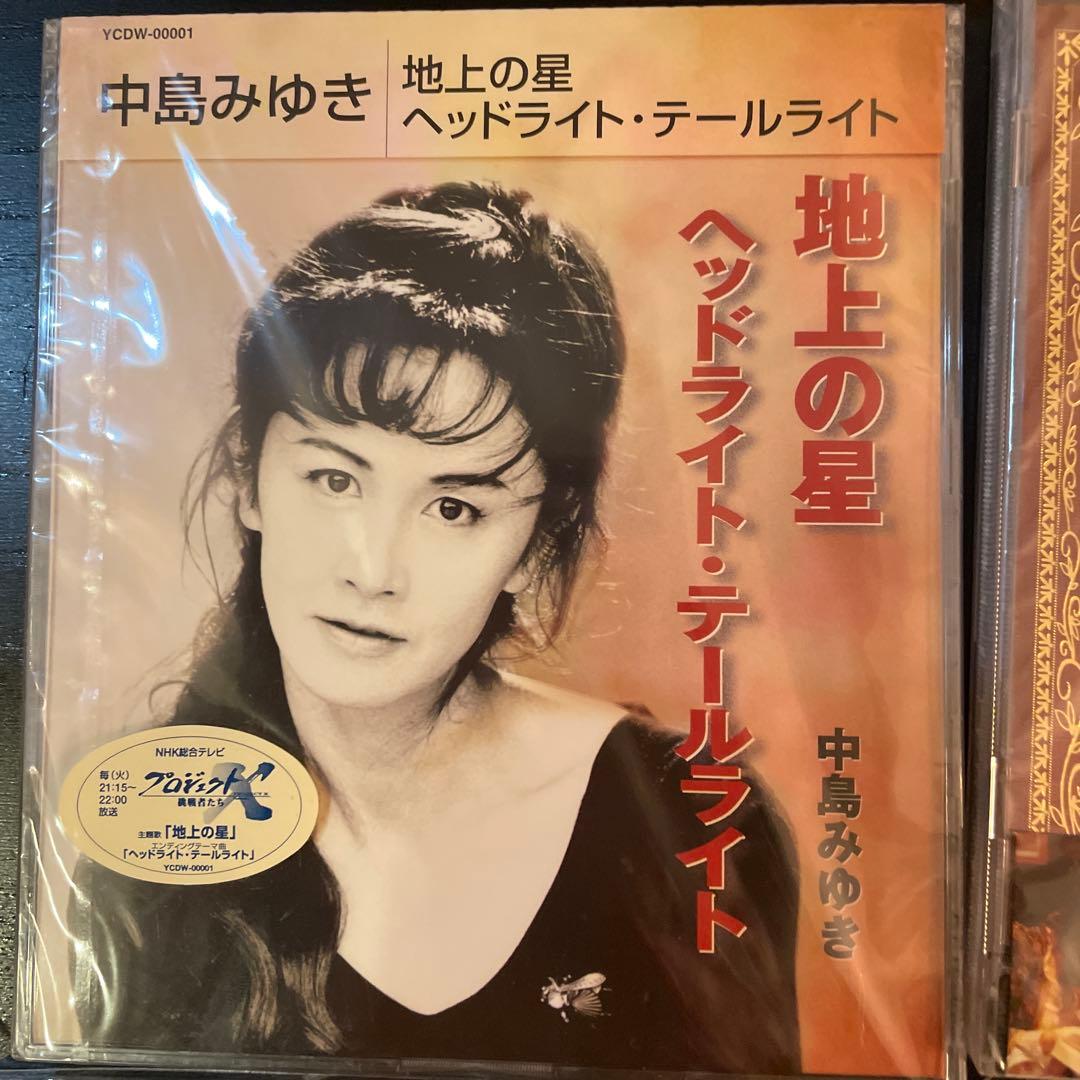 YCDW-00001
中島みゆき
地上の星
ヘッドライト・テールライト
地上の星
ヘッドライト・テールライト
中島みゆき
NHK総合テレビ
毎(火)
21:15〜
22:00
放送
プロジェクトX
挑戦者たち
主題歌「地上の星」
エンディングテーマ曲
「ヘッドライト・テールライト」
YCDW-00001